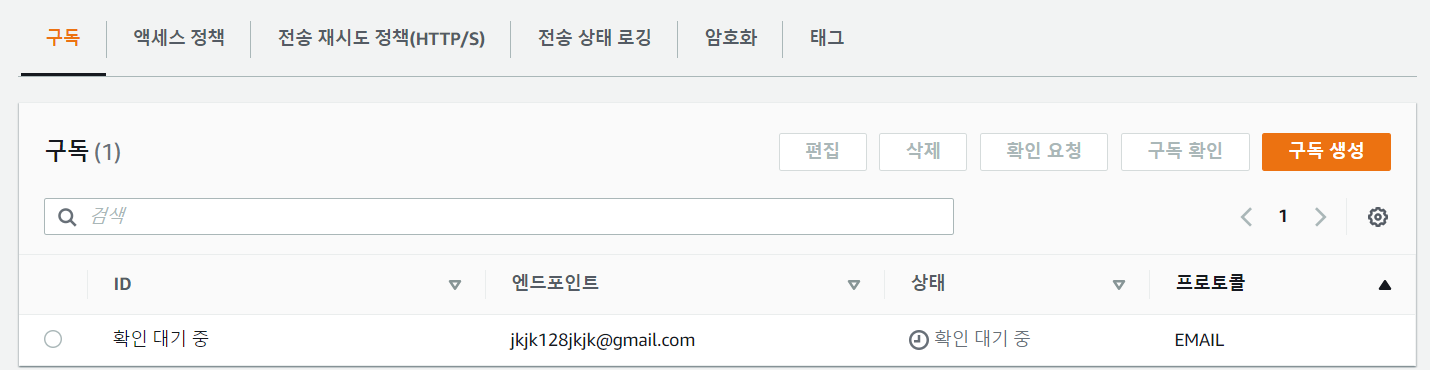 구독 액세스 정책 전송 재시도 정책(HTTP/S) 전송 상태 로깅 암호화 태그
구독 (1) 편집 삭제 확인 요청 구독 확인 구독 생성
검색 1
ID 엔드포인트 상태 프로토콜
확인 대기 중 jkjk128jkjk@gmail.com 확인 대기 중 EMAIL